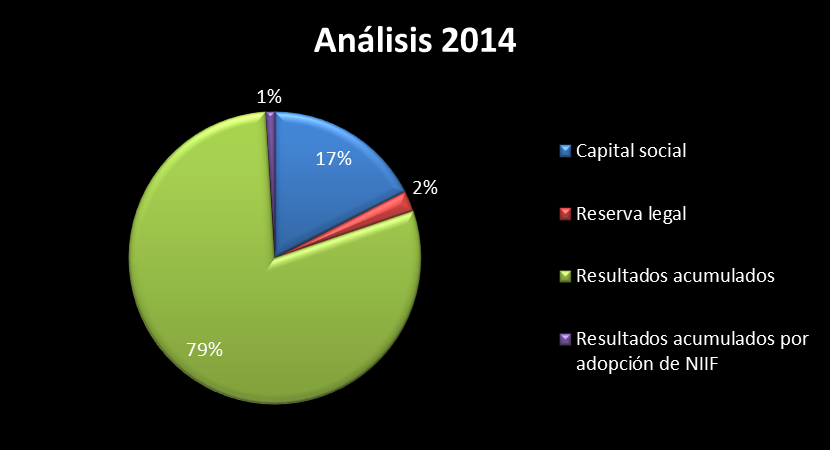 Análisis 2014
1%
17%
2%
79%
Capital social
Reserva legal
Resultados acumulados
Resultados acumulados por
adopción de NIIF